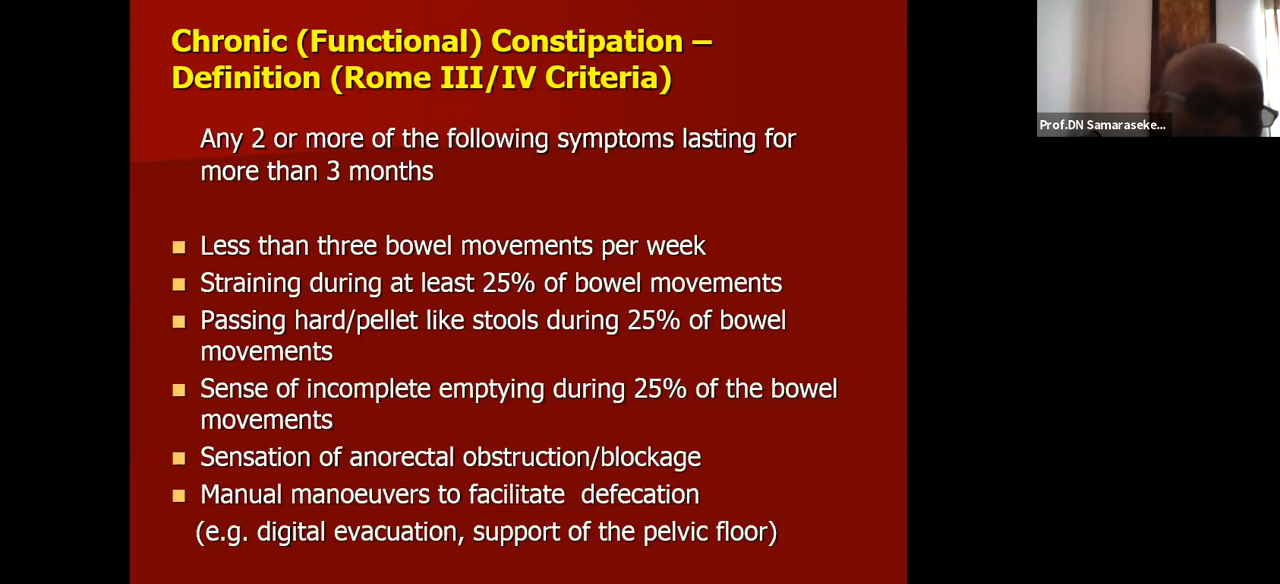 Chronic (Functional) Constipation –
Definition (Rome III/IV Criteria)
Any 2 or more of the following symptoms lasting for
more than 3 months
Less than three bowel movements per week
Straining during at least 25% of bowel movements
Passing hard/pellet like stools during 25% of bowel
movements
Sense of incomplete emptying during 25% of the bowel
movements
Sensation of anorectal obstruction/blockage
Manual manoeuvers to facilitate defecation
(e.g. digital evacuation, support of the pelvic floor)
Prof.DN Samaraseke...